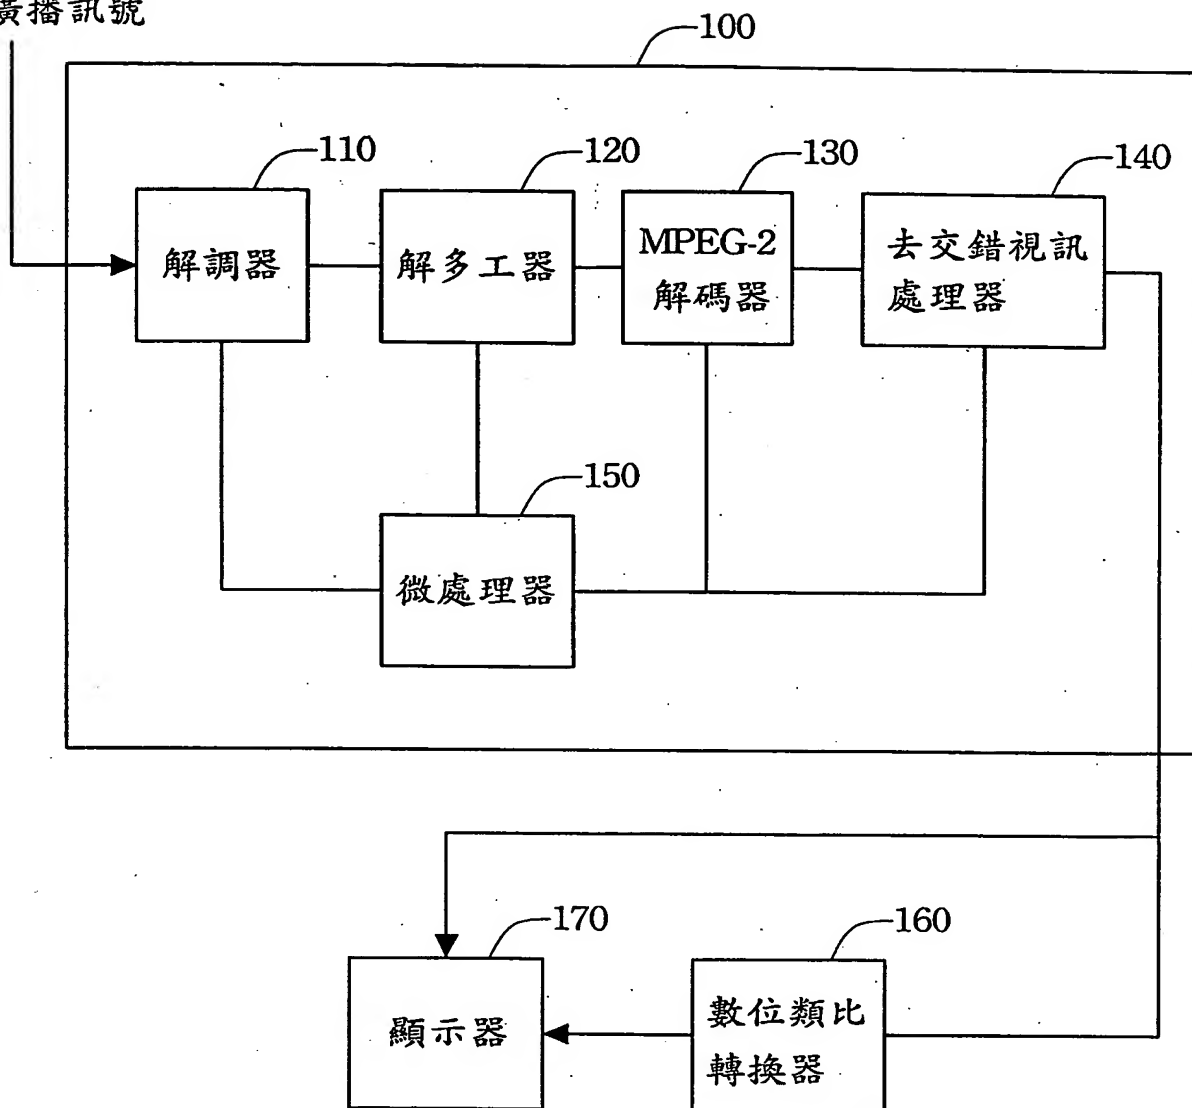 廣播訊號
100
110
120
130
140
解調器
解多工器
MPEG-2
解碼器
去交錯視訊
處理器
150
微處理器
170
160
顯示器
數位類比
轉換器